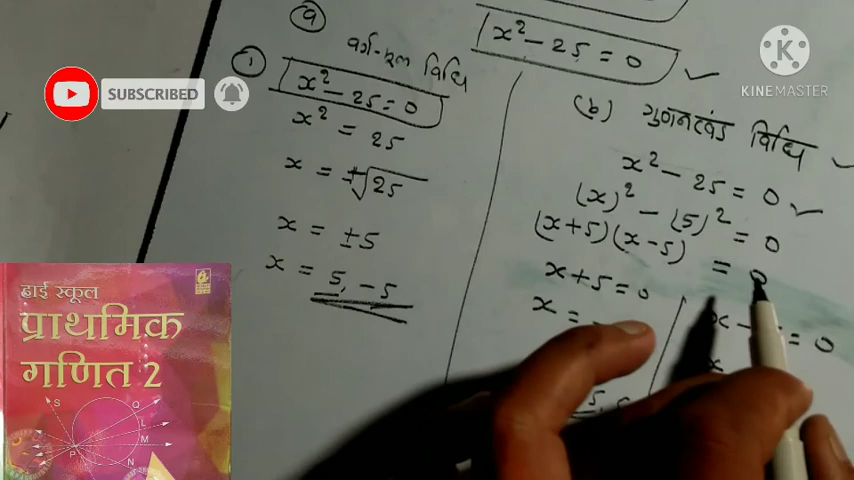 (a)
x² - 25 = 0
(1) वर्ग-मूल विधि
x² - 25 = 0
x² = 25
x = ±√25
x = ±5
x = 5, -5
(b) गुणनखंड विधि
x² - 25 = 0
(x)² - (5)² = 0
(x+5)(x-5) = 0
x+5=0
x =
= 0
x
SUBSCRIBED
KINEMASTER
हाई स्कूल
प्राथमिक
गणित 2
S
Q
L
M
P
N